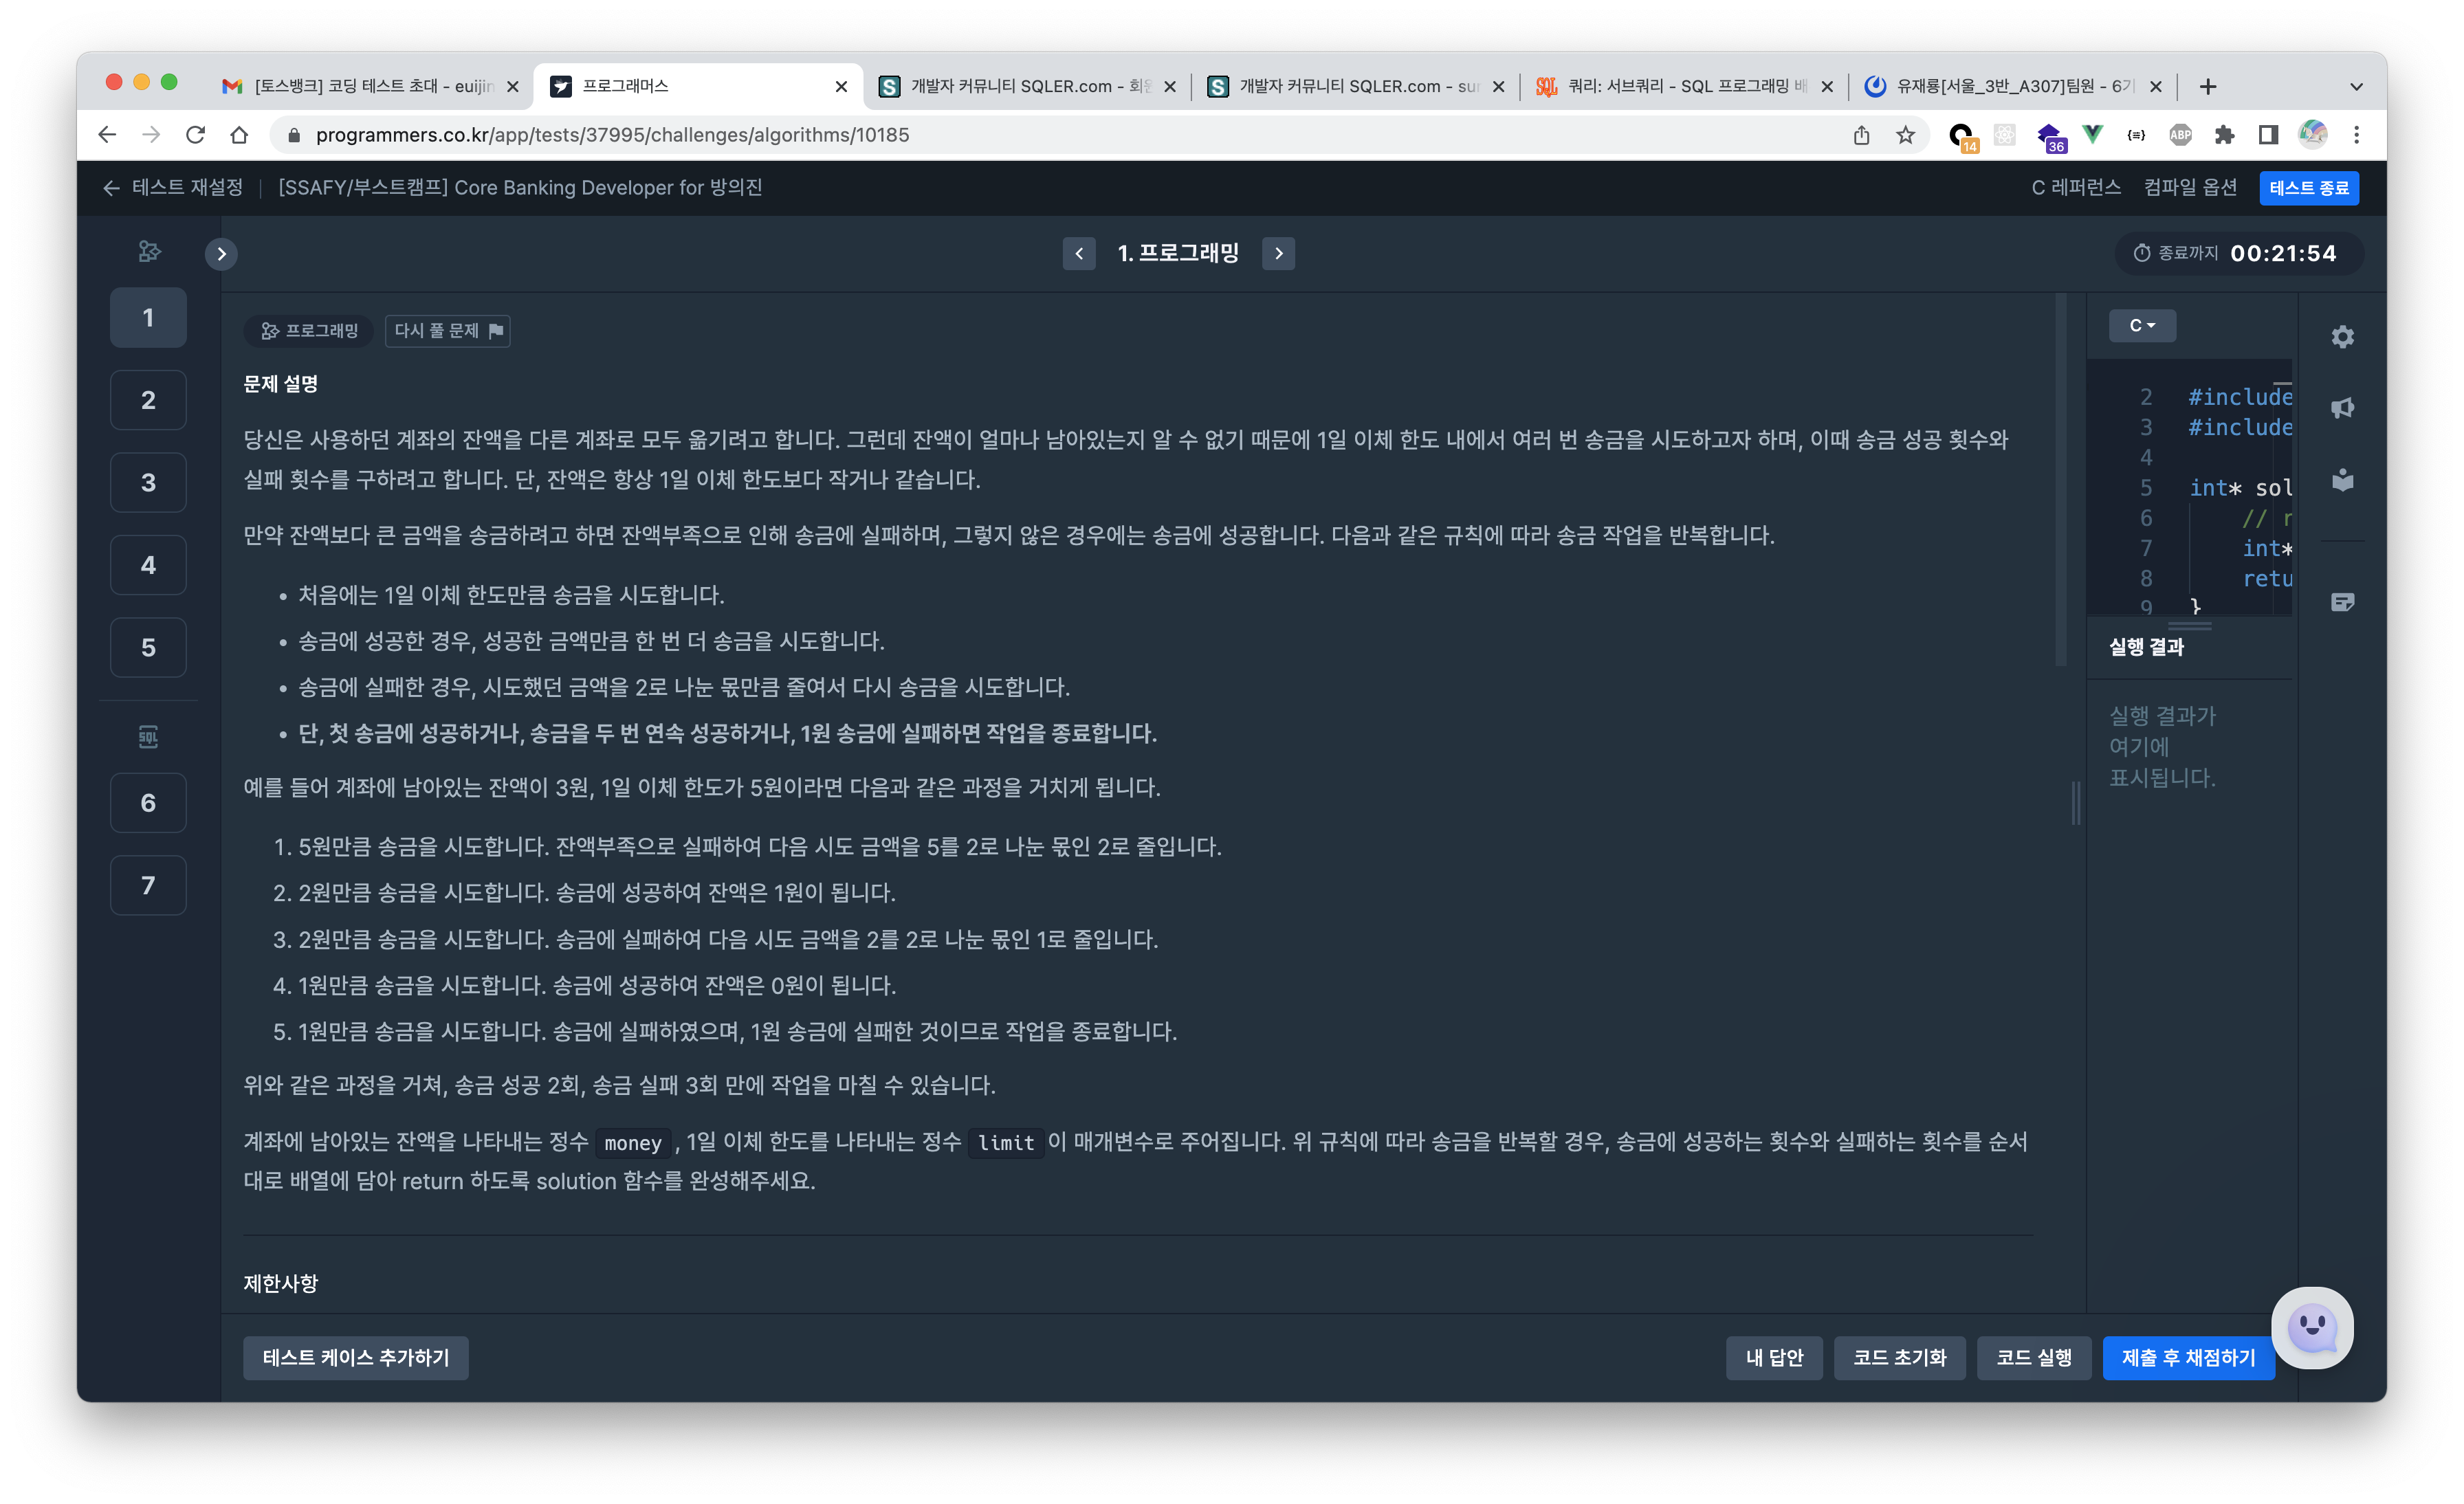 [토스뱅크] 코딩 테스트 초대 - euijin
프로그래머스
개발자 커뮤니티 SQLER.com - 회원
개발자 커뮤니티 SQLER.com - sur
쿼리: 서브쿼리 - SQL 프로그래밍 배
유재룡[서울_3반_A307]팀원 - 6기
programmers.co.kr/app/tests/37995/challenges/algorithms/10185
14
36
ABP
테스트 재설정
[SSAFY/부스트캠프] Core Banking Developer for 방의진
C 레퍼런스
컴파일 옵션
테스트 종료
1. 프로그래밍
종료까지 00:21:54
1
2
3
4
5
SQL
6
7
프로그래밍
다시 풀 문제
문제 설명
당신은 사용하던 계좌의 잔액을 다른 계좌로 모두 옮기려고 합니다. 그런데 잔액이 얼마나 남아있는지 알 수 없기 때문에 1일 이체 한도 내에서 여러 번 송금을 시도하고자 하며, 이때 송금 성공 횟수와
실패 횟수를 구하려고 합니다. 단, 잔액은 항상 1일 이체 한도보다 작거나 같습니다.
만약 잔액보다 큰 금액을 송금하려고 하면 잔액부족으로 인해 송금에 실패하며, 그렇지 않은 경우에는 송금에 성공합니다. 다음과 같은 규칙에 따라 송금 작업을 반복합니다.
• 처음에는 1일 이체 한도만큼 송금을 시도합니다.
• 송금에 성공한 경우, 성공한 금액만큼 한 번 더 송금을 시도합니다.
• 송금에 실패한 경우, 시도했던 금액을 2로 나눈 몫만큼 줄여서 다시 송금을 시도합니다.
• 단, 첫 송금에 성공하거나, 송금을 두 번 연속 성공하거나, 1원 송금에 실패하면 작업을 종료합니다.
예를 들어 계좌에 남아있는 잔액이 3원, 1일 이체 한도가 5원이라면 다음과 같은 과정을 거치게 됩니다.
1. 5원만큼 송금을 시도합니다. 잔액부족으로 실패하여 다음 시도 금액을 5를 2로 나눈 몫인 2로 줄입니다.
2. 2원만큼 송금을 시도합니다. 송금에 성공하여 잔액은 1원이 됩니다.
3. 2원만큼 송금을 시도합니다. 송금에 실패하여 다음 시도 금액을 2를 2로 나눈 몫인 1로 줄입니다.
4. 1원만큼 송금을 시도합니다. 송금에 성공하여 잔액은 0원이 됩니다.
5. 1원만큼 송금을 시도합니다. 송금에 실패하였으며, 1원 송금에 실패한 것이므로 작업을 종료합니다.
위와 같은 과정을 거쳐, 송금 성공 2회, 송금 실패 3회 만에 작업을 마칠 수 있습니다.
계좌에 남아있는 잔액을 나타내는 정수 money , 1일 이체 한도를 나타내는 정수 limit 이 매개변수로 주어집니다. 위 규칙에 따라 송금을 반복할 경우, 송금에 성공하는 횟수와 실패하는 횟수를 순서
대로 배열에 담아 return 하도록 solution 함수를 완성해주세요.
제한사항
C
2 #include
3 #include
4
5 int* sol
6 // r
7 int*
8 retu
9 }
실행 결과
실행 결과가
여기에
표시됩니다.
테스트 케이스 추가하기
내 답안
코드 초기화
코드 실행
제출 후 채점하기